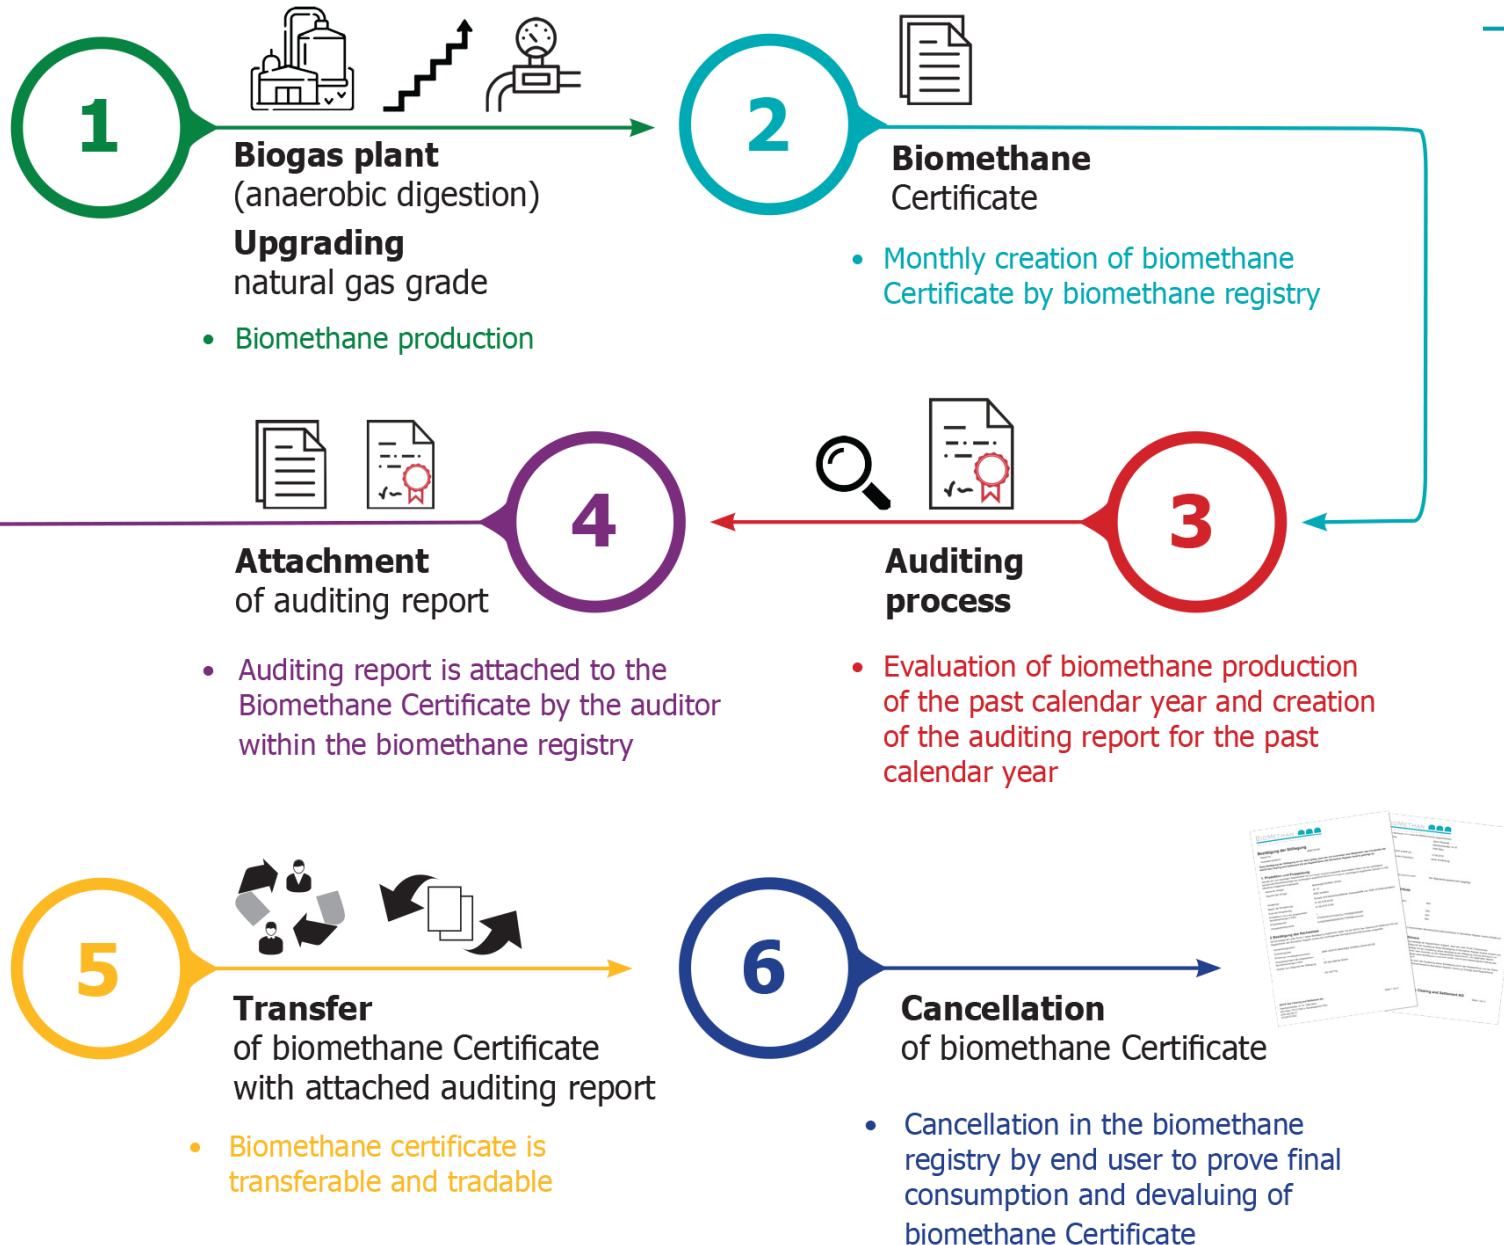 1
Biogas plant
(anaerobic digestion)
Upgrading
natural gas grade
• Biomethane production
2
Biomethane
Certificate
• Monthly creation of biomethane
Certificate by biomethane registry
3
Auditing
process
• Evaluation of biomethane production
of the past calendar year and creation
of the auditing report for the past
calendar year
4
Attachment
of auditing report
• Auditing report is attached to the
Biomethane Certificate by the auditor
within the biomethane registry
5
Transfer
of biomethane Certificate
with attached auditing report
• Biomethane certificate is
transferable and tradable
6
Cancellation
of biomethane Certificate
• Cancellation in the biomethane
registry by end user to prove final
consumption and devaluing of
biomethane Certificate
BIOMETHAN
Bestätigung der Stilllegung